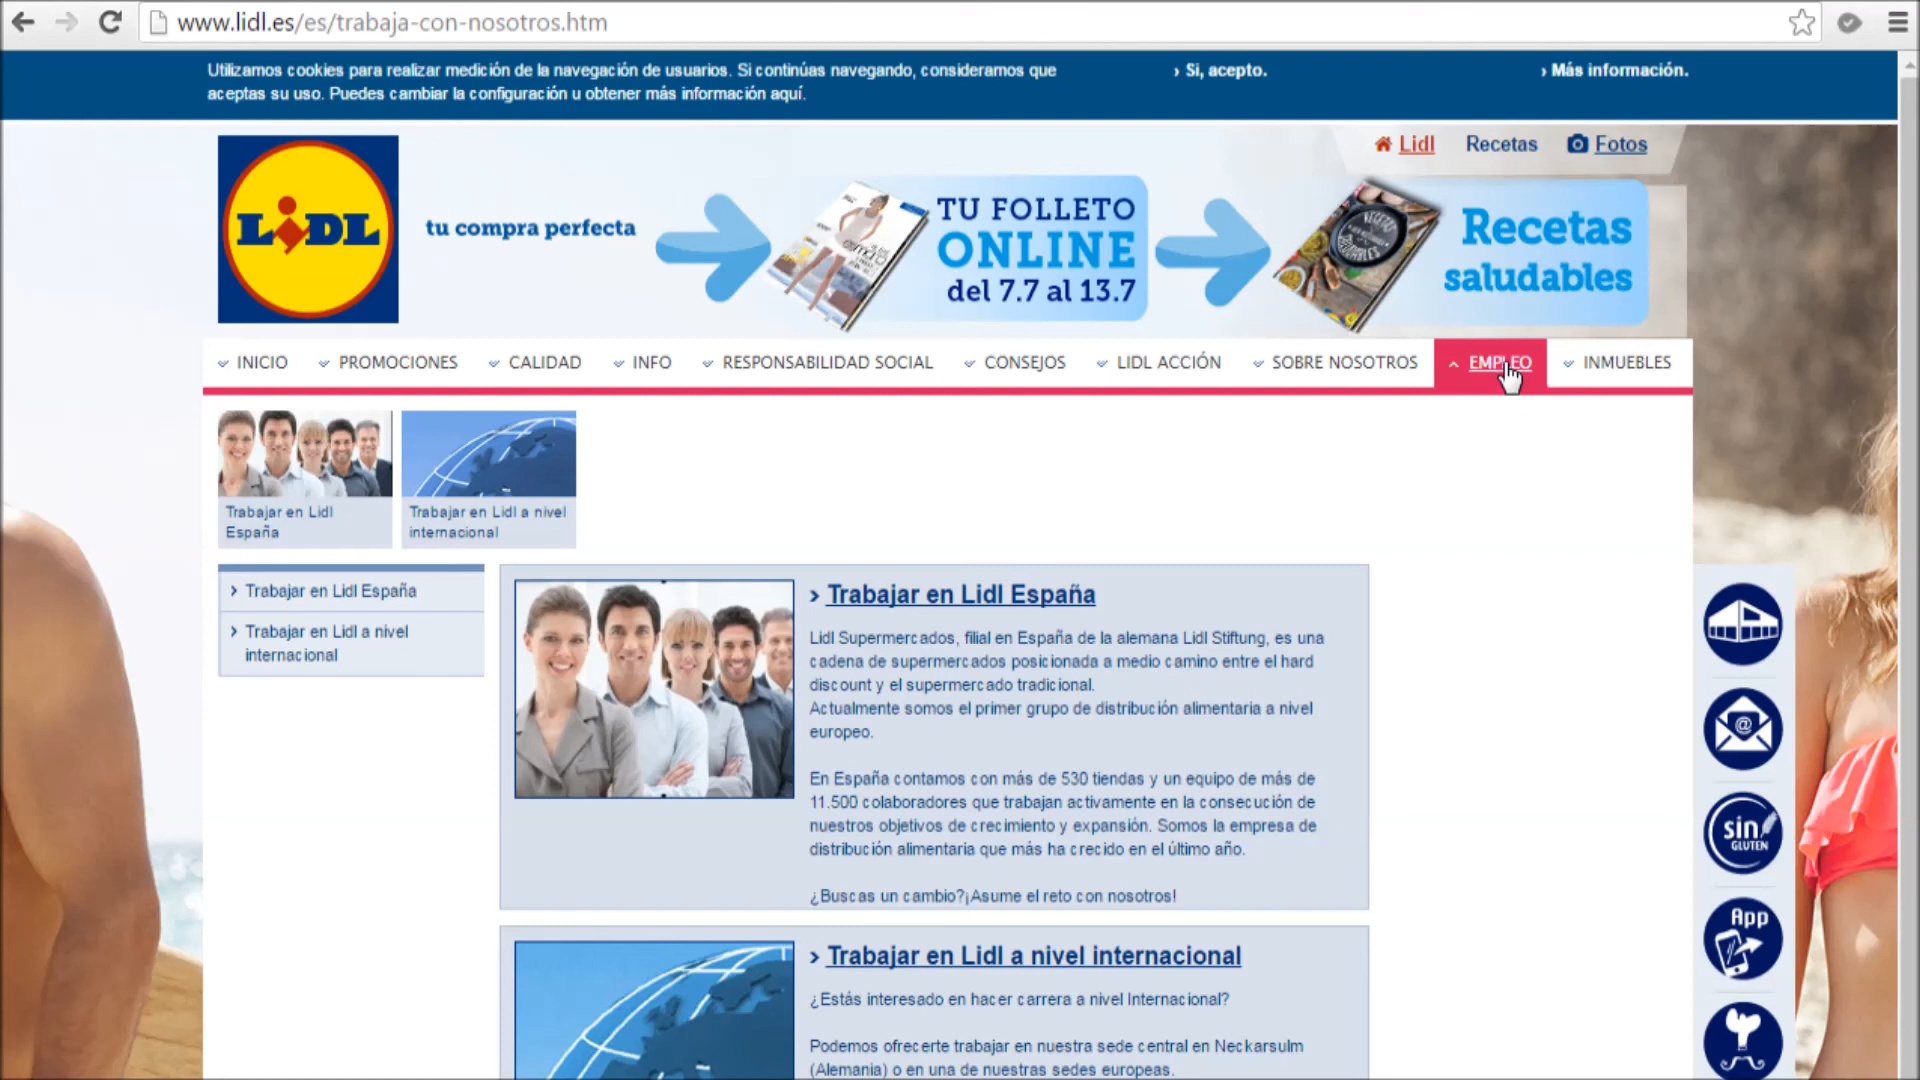 www.lidl.es/es/trabaja-con-nosotros.htm
Utilizamos cookies para realizar medición de la navegación de usuarios. Si continúas navegando, consideramos que
aceptas su uso. Puedes cambiar la configuración u obtener más información aquí.
› Si, acepto.
› Más información.
Lidl
Recetas
Fotos
LIDL
tu compra perfecta
TU FOLLETO
ONLINE
del 7.7 al 13.7
Recetas
saludables
INICIO
PROMOCIONES
CALIDAD
INFO
RESPONSABILIDAD SOCIAL
CONSEJOS
LIDL ACCIÓN
SOBRE NOSOTROS
EMPLEO
INMUEBLES
Trabajar en Lidl
España
Trabajar en Lidl a nivel
internacional
› Trabajar en Lidl España
› Trabajar en Lidl a nivel
internacional
› Trabajar en Lidl España
Lidl Supermercados, filial en España de la alemana Lidl Stiftung, es una
cadena de supermercados posicionada a medio camino entre el hard
discount y el supermercado tradicional.
Actualmente somos el primer grupo de distribución alimentaria a nivel
europeo.
En España contamos con más de 530 tiendas y un equipo de más de
11.500 colaboradores que trabajan activamente en la consecución de
nuestros objetivos de crecimiento y expansión. Somos la empresa de
distribución alimentaria que más ha crecido en el último año.
¿Buscas un cambio?¡Asume el reto con nosotros!
› Trabajar en Lidl a nivel internacional
¿Estás interesado en hacer carrera a nivel Internacional?
Podemos ofrecerte trabajar en nuestra sede central en Neckarsulm
(Alemania) o en una de nuestras sedes europeas.
@
sin
GLUTEN
App